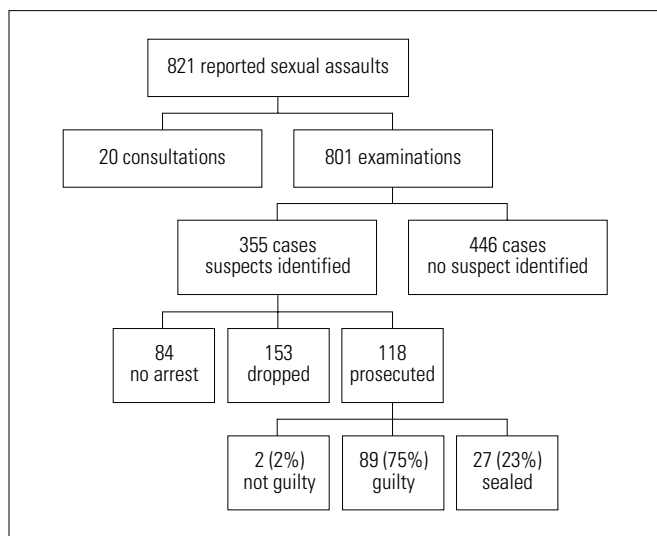 821 reported sexual assaults
20 consultations
801 examinations
355 cases
suspects identified
446 cases
no suspect identified
84
no arrest
153
dropped
118
prosecuted
2 (2%)
not guilty
89 (75%)
guilty
27 (23%)
sealed